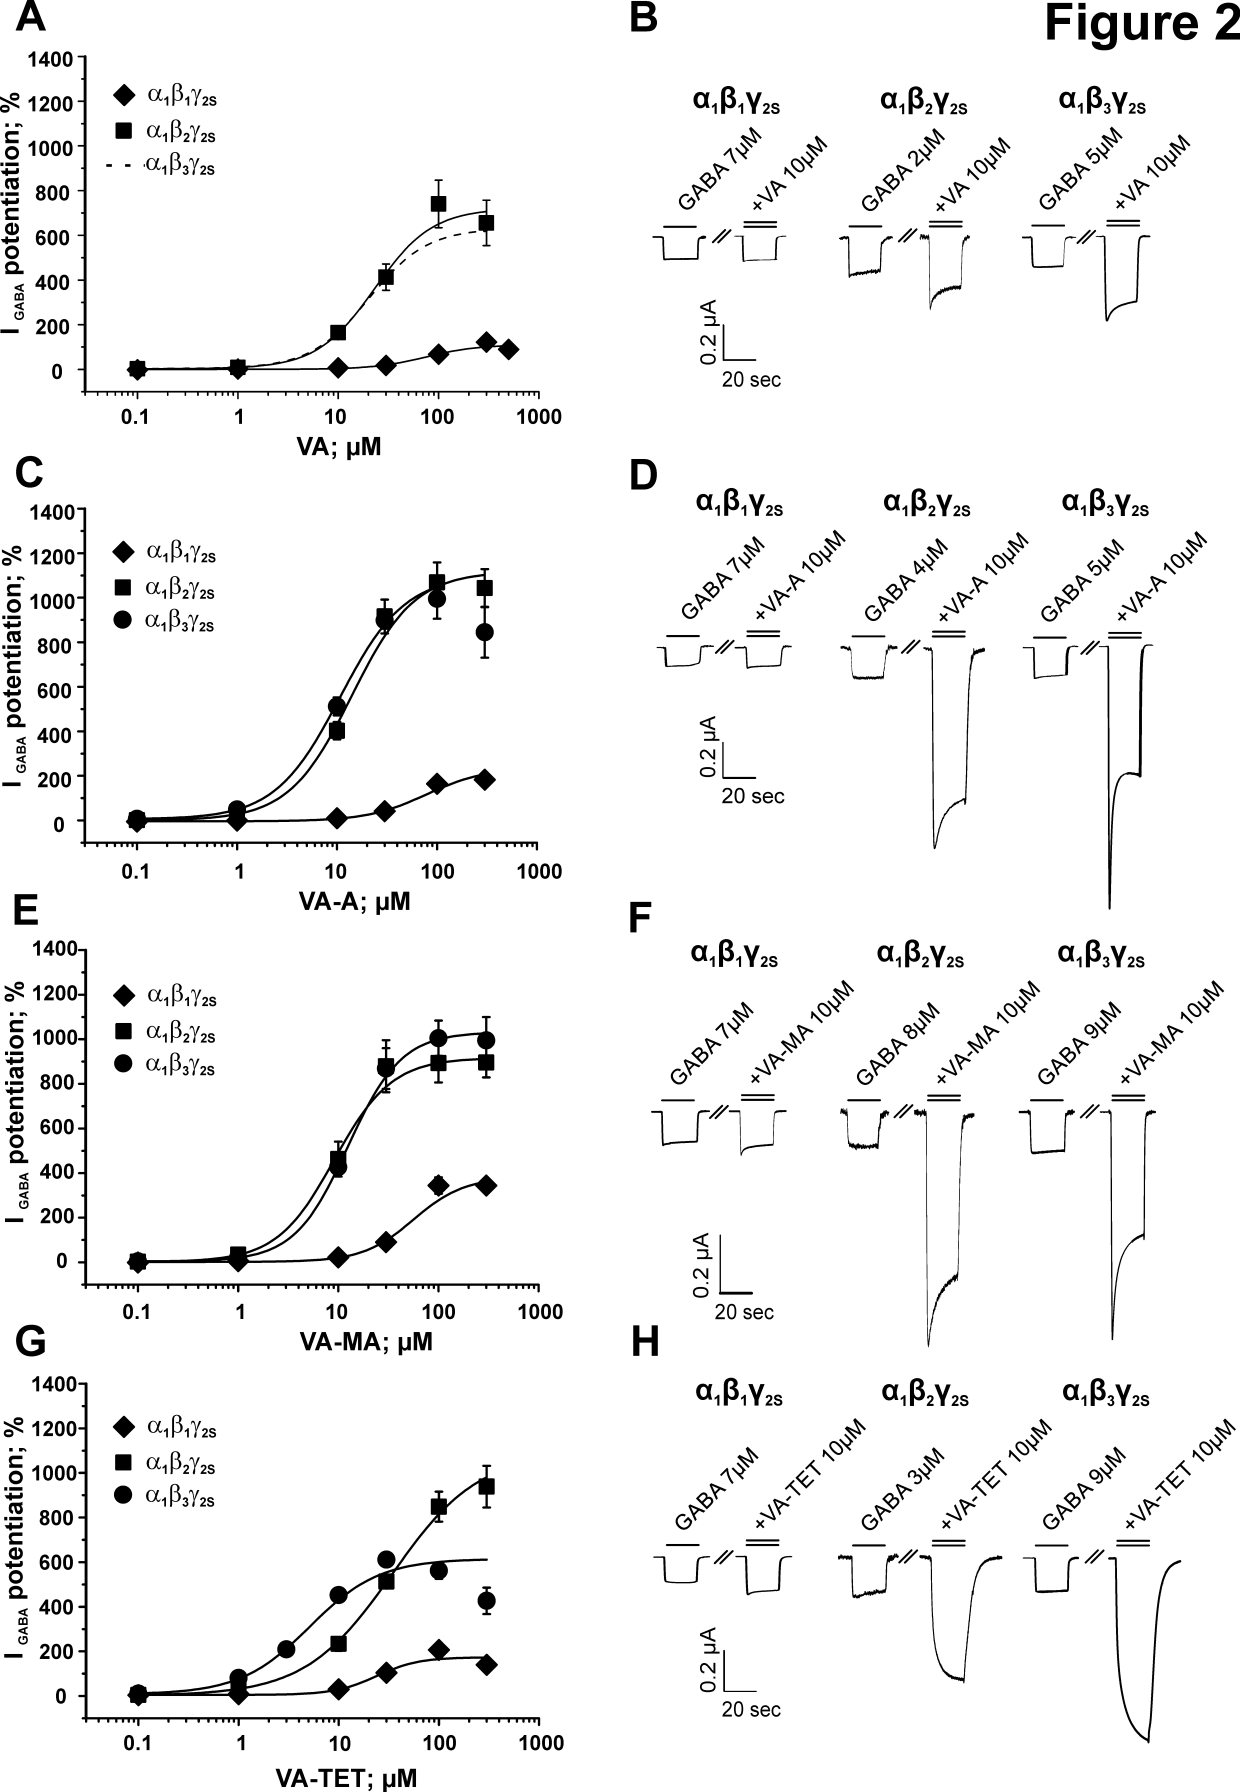 Figure 2
A
1400
1200
1000
800
600
400
200
0
I GABA potentiation; %
α1β1γ2S
α1β2γ2S
α1β3γ2S
0.1 1 10 100 1000
VA; µM
B
α1β1γ2S α1β2γ2S α1β3γ2S
GABA 7µM +VA 10µM GABA 2µM +VA 10µM GABA 5µM +VA 10µM
0.2 µA
20 sec
C
1400
1200
1000
800
600
400
200
0
I GABA potentiation; %
α1β1γ2S
α1β2γ2S
α1β3γ2S
0.1 1 10 100 1000
VA-A; µM
D
α1β1γ2S α1β2γ2S α1β3γ2S
GABA 7µM +VA-A 10µM GABA 4µM +VA-A 10µM GABA 5µM +VA-A 10µM
0.2 µA
20 sec
E
1400
1200
1000
800
600
400
200
0
I GABA potentiation; %
α1β1γ2S
α1β2γ2S
α1β3γ2S
0.1 1 10 100 1000
VA-MA; µM
F
α1β1γ2S α1β2γ2S α1β3γ2S
GABA 7µM +VA-MA 10µM GABA 8µM +VA-MA 10µM GABA 9µM +VA-MA 10µM
0.2 µA
20 sec
G
1400
1200
1000
800
600
400
200
0
I GABA potentiation; %
α1β1γ2S
α1β2γ2S
α1β3γ2S
0.1 1 10 100 1000
VA-TET; µM
H
α1β1γ2S α1β2γ2S α1β3γ2S
GABA 7µM +VA-TET 10µM GABA 3µM +VA-TET 10µM GABA 9µM +VA-TET 10µM
0.2 µA
20 sec